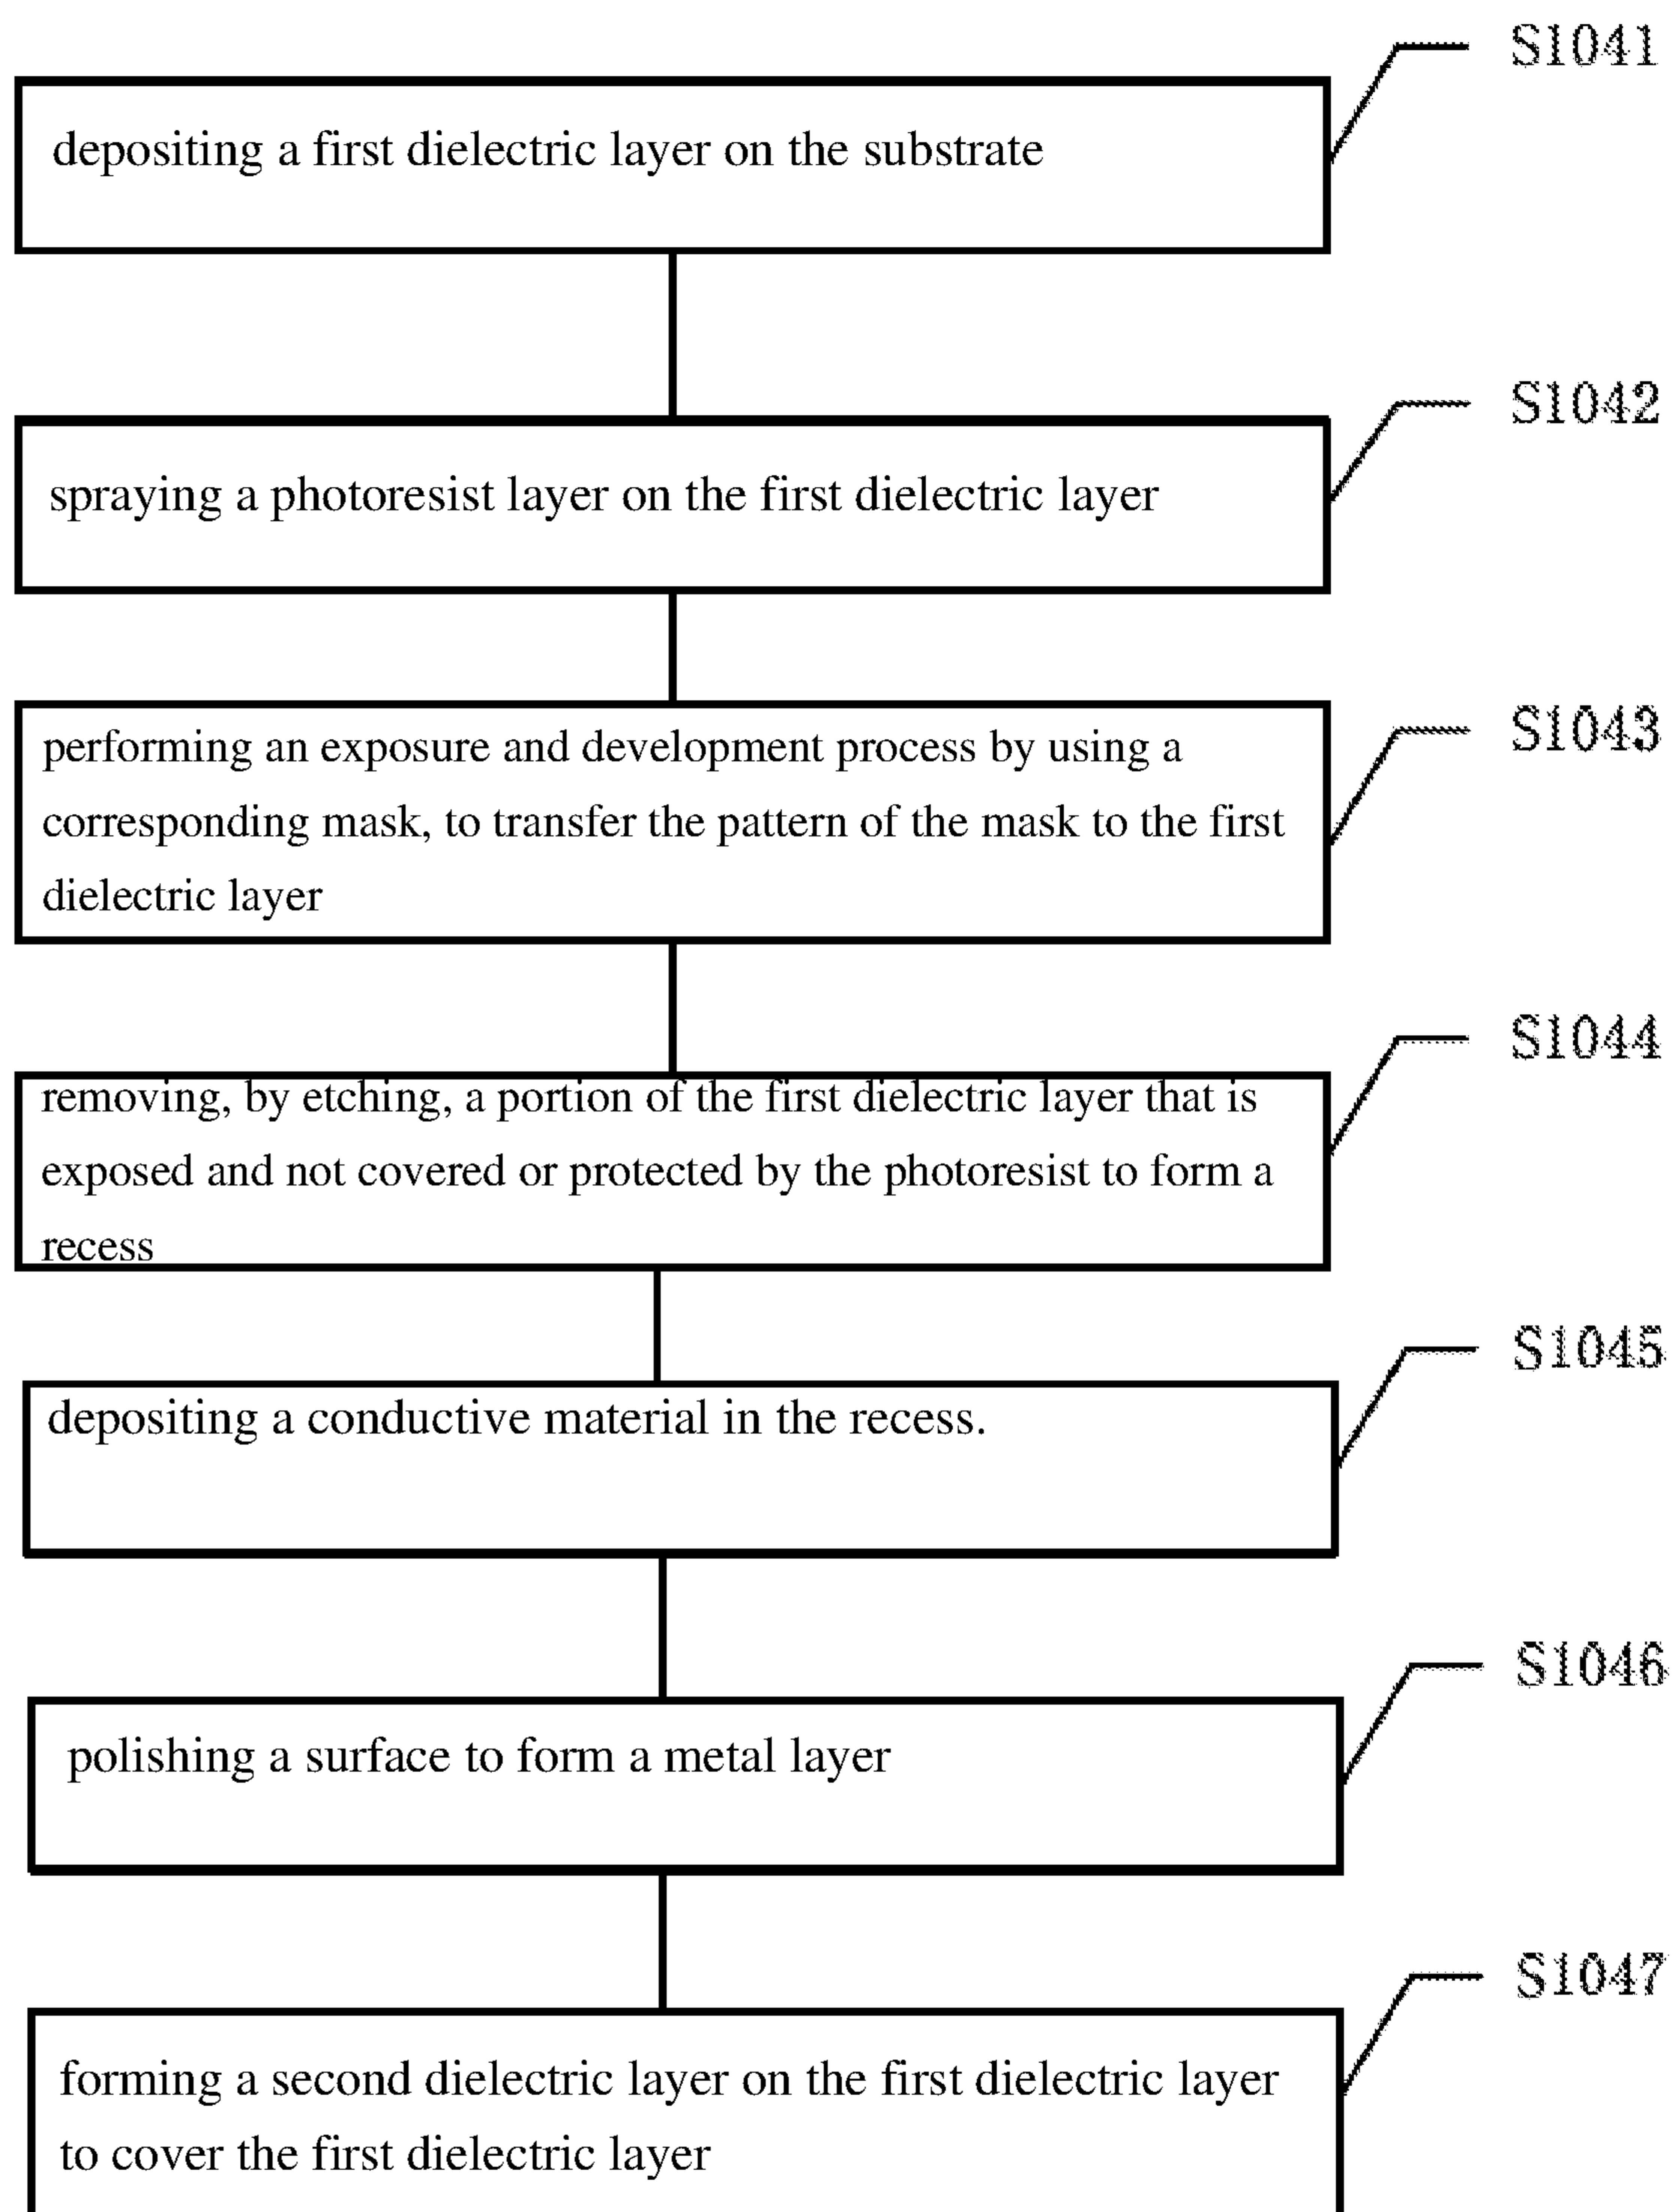 S1041
depositing a first dielectric layer on the substrate
S1042
spraying a photoresist layer on the first dielectric layer
S1043
performing an exposure and development process by using a
corresponding mask, to transfer the pattern of the mask to the first
dielectric layer
S1044
removing, by etching, a portion of the first dielectric layer that is
exposed and not covered or protected by the photoresist to form a
recess
S1045
depositing a conductive material in the recess.
S1046
polishing a surface to form a metal layer
S1047
forming a second dielectric layer on the first dielectric layer
to cover the first dielectric layer